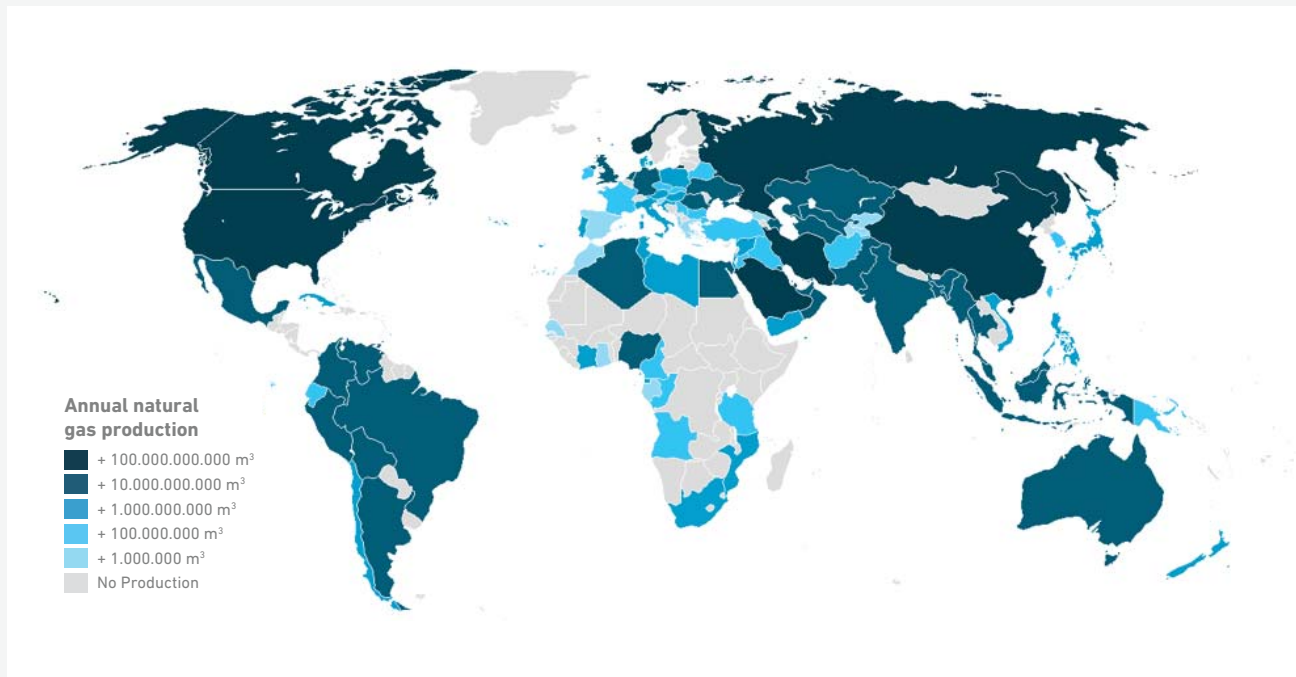 Annual natural
gas production
+ 100.000.000.000 m³
+ 10.000.000.000 m³
+ 1.000.000.000 m³
+ 100.000.000 m³
+ 1.000.000 m³
No Production